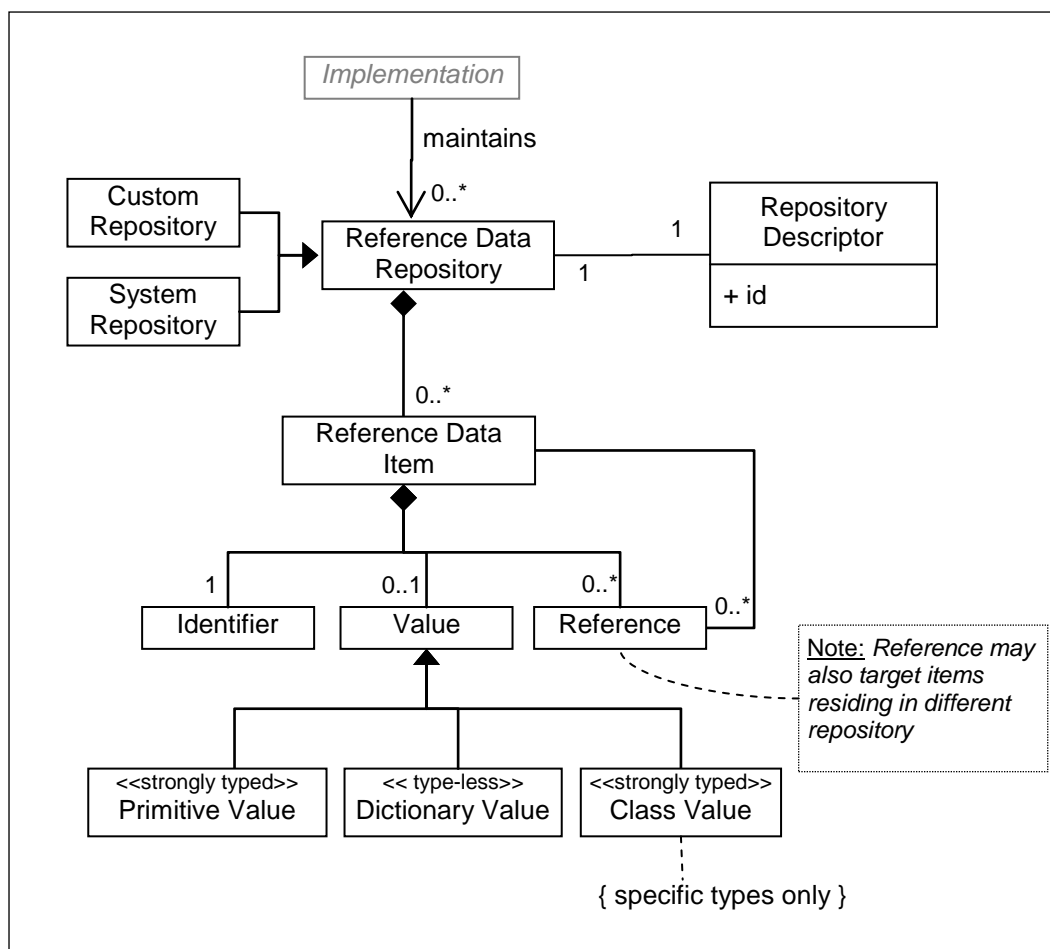 Implementation
maintains
0..*
Custom
Repository
Reference Data
Repository
1
1
Repository
Descriptor
+ id
System
Repository
0..*
Reference Data
Item
1
0..1
0..*
0..*
Identifier
Value
Reference
Note: Reference may
also target items
residing in different
repository
<<strongly typed>>
Primitive Value
<< type-less>>
Dictionary Value
<<strongly typed>>
Class Value
{ specific types only }